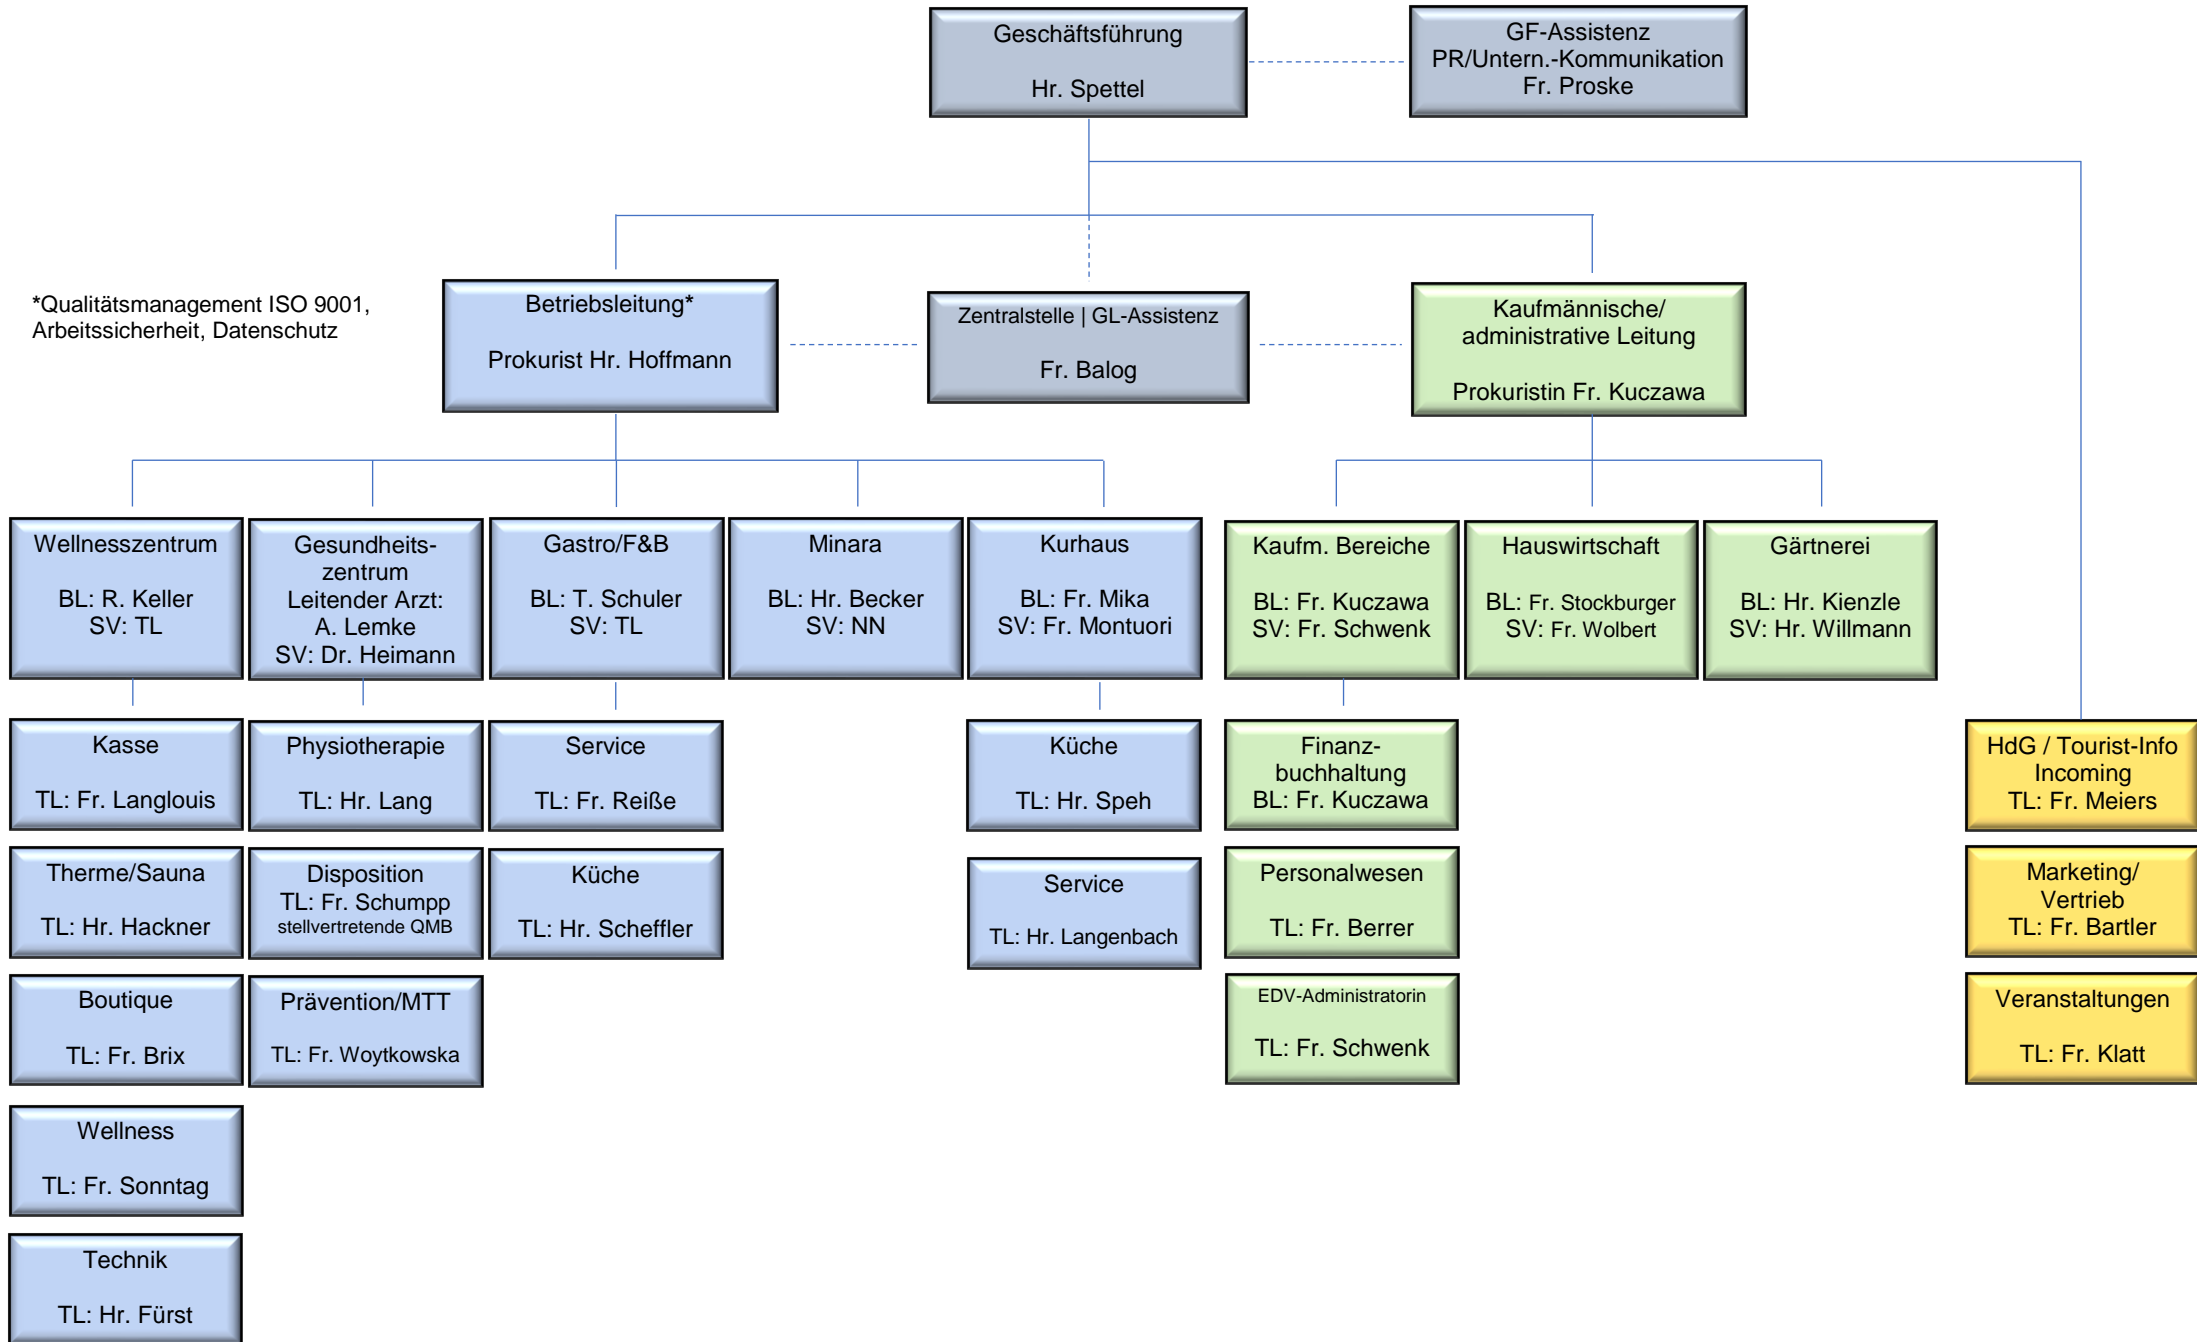 Geschäftsführung
Hr. Spettel
GF-Assistenz
PR/Untern.-Kommunikation
Fr. Proske
*Qualitätsmanagement ISO 9001,
Arbeitssicherheit, Datenschutz
Betriebsleitung*
Prokurist Hr. Hoffmann
Zentralstelle | GL-Assistenz
Fr. Balog
Kaufmännische/
administrative Leitung
Prokuristin Fr. Kuczawa
Wellnesszentrum
BL: R. Keller
SV: TL
Gesundheits-
zentrum
Leitender Arzt:
A. Lemke
SV: Dr. Heimann
Gastro/F&B
BL: T. Schuler
SV: TL
Minara
BL: Hr. Becker
SV: NN
Kurhaus
BL: Fr. Mika
SV: Fr. Montuori
Kaufm. Bereiche
BL: Fr. Kuczawa
SV: Fr. Schwenk
Hauswirtschaft
BL: Fr. Stockburger
SV: Fr. Wolbert
Gärtnerei
BL: Hr. Kienzle
SV: Hr. Willmann
Kasse
TL: Fr. Langlouis
Physiotherapie
TL: Hr. Lang
Service
TL: Fr. Reiße
Küche
TL: Hr. Speh
Finanz-
buchhaltung
BL: Fr. Kuczawa
HdG / Tourist-Info
Incoming
TL: Fr. Meiers
Therme/Sauna
TL: Hr. Hackner
Disposition
TL: Fr. Schumpp
stellvertretende QMB
Küche
TL: Hr. Scheffler
Service
TL: Hr. Langenbach
Personalwesen
TL: Fr. Berrer
Marketing/
Vertrieb
TL: Fr. Bartler
Boutique
TL: Fr. Brix
Prävention/MTT
TL: Fr. Woytkowska
EDV-Administratorin
TL: Fr. Schwenk
Veranstaltungen
TL: Fr. Klatt
Wellness
TL: Fr. Sonntag
Technik
TL: Hr. Fürst